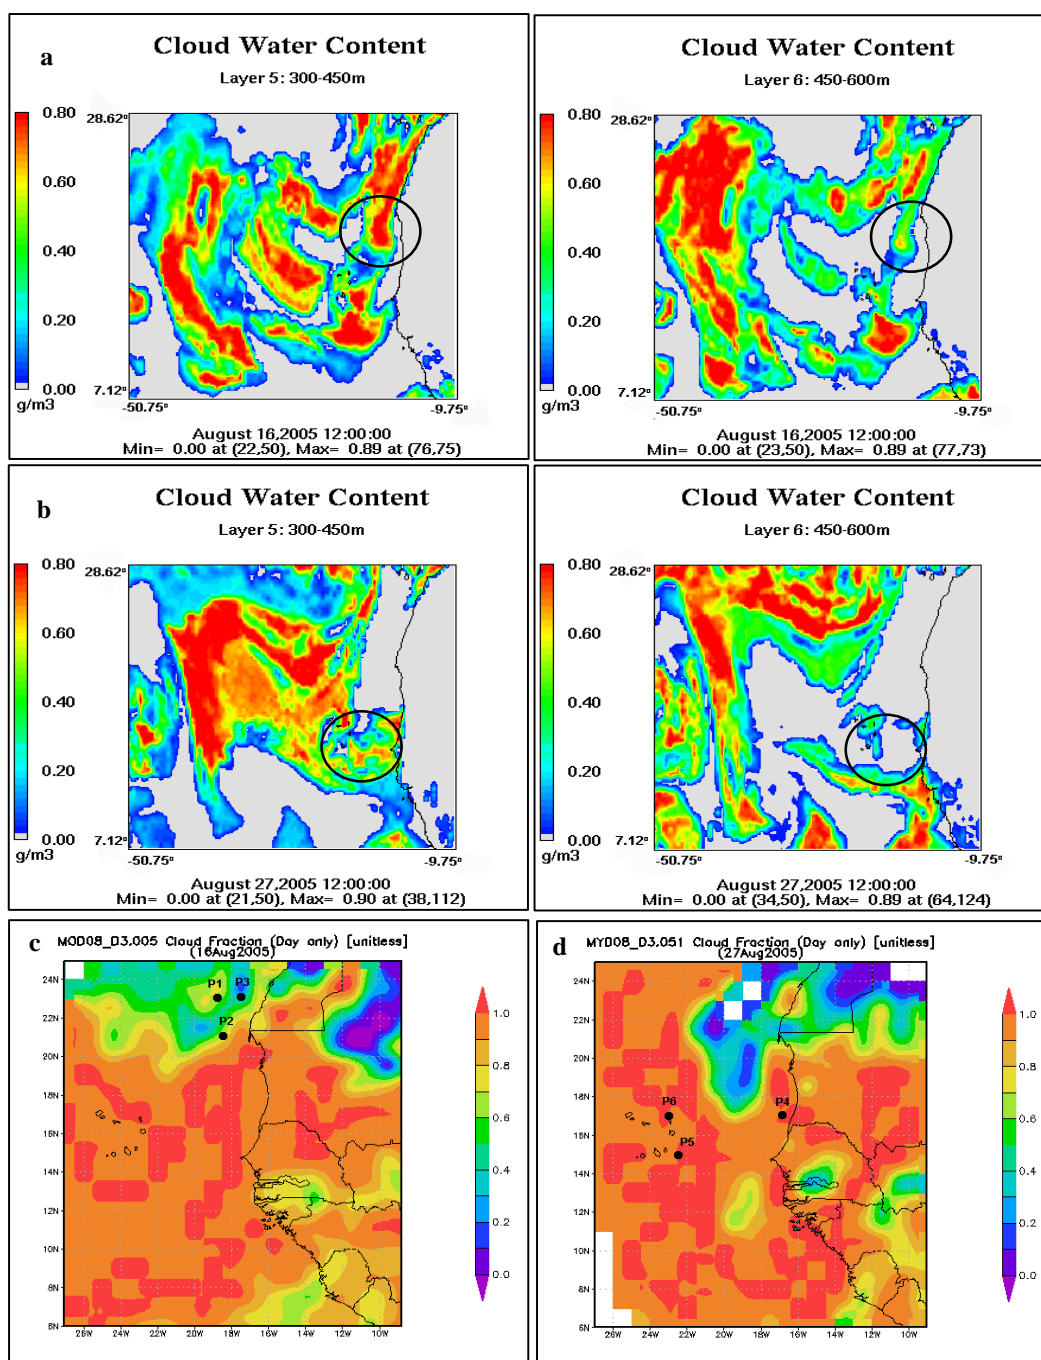 a
Cloud Water Content
Layer 5: 300-450m
0.80
0.60
0.40
0.20
0.00
g/m3
28.62°
7.12°
-50.75°
-9.75°
August 16,2005 12:00:00
Min= 0.00 at (22,50), Max= 0.89 at (76,75)
Cloud Water Content
Layer 6: 450-600m
0.80
0.60
0.40
0.20
0.00
g/m3
28.62°
7.12°
-50.75°
-9.75°
August 16,2005 12:00:00
Min= 0.00 at (23,50), Max= 0.89 at (77,73)
b
Cloud Water Content
Layer 5: 300-450m
0.80
0.60
0.40
0.20
0.00
g/m3
28.62°
7.12°
-50.75°
-9.75°
August 27,2005 12:00:00
Min= 0.00 at (21,50), Max= 0.90 at (38,112)
Cloud Water Content
Layer 6: 450-600m
0.80
0.60
0.40
0.20
0.00
g/m3
28.62°
7.12°
-50.75°
-9.75°
August 27,2005 12:00:00
Min= 0.00 at (34,50), Max= 0.89 at (64,124)
c
MOD08_D3.005 Cloud Fraction (Day only) [unitless]
(16Aug2005)
24N
22N
20N
18N
16N
14N
12N
10N
8N
6N
26W 24W 22W 20W 18W 16W 14W 12W 10W
P1
P3
P2
1.0
0.8
0.6
0.4
0.2
0.0
d
MYD08_D3.051 Cloud Fraction (Day only) [unitless]
(27Aug2005)
24N
22N
20N
18N
16N
14N
12N
10N
8N
6N
26W 24W 22W 20W 18W 16W 14W 12W 10W
P4
P6
P5
1.0
0.8
0.6
0.4
0.2
0.0